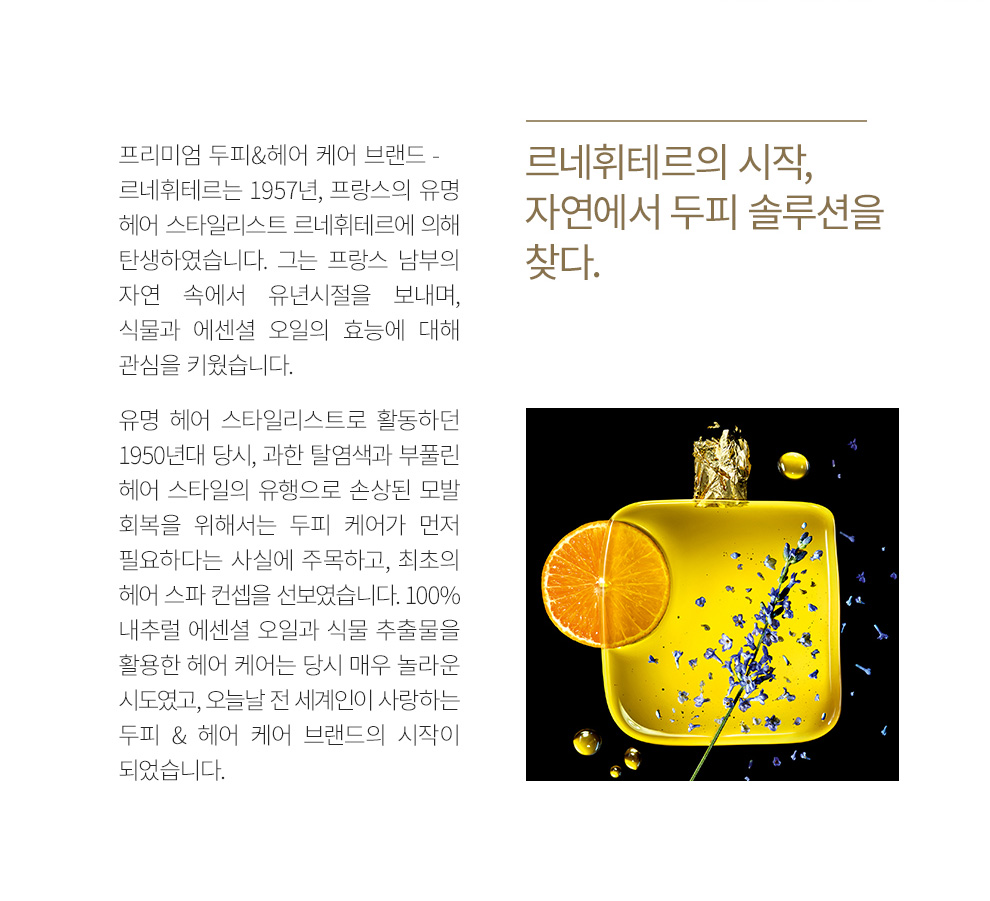 르네휘테르의 시작,
자연에서 두피 솔루션을
찾다.
프리미엄 두피&헤어 케어 브랜드 -
르네휘테르는 1957년, 프랑스의 유명
헤어 스타일리스트 르네휘테르에 의해
탄생하였습니다. 그는 프랑스 남부의
자연 속에서 유년시절을 보내며,
식물과 에센셜 오일의 효능에 대해
관심을 키웠습니다.
유명 헤어 스타일리스트로 활동하던
1950년대 당시, 과한 탈염색과 부풀린
헤어 스타일의 유행으로 손상된 모발
회복을 위해서는 두피 케어가 먼저
필요하다는 사실에 주목하고, 최초의
헤어 스파 컨셉을 선보였습니다. 100%
내추럴 에센셜 오일과 식물 추출물을
활용한 헤어 케어는 당시 매우 놀라운
시도였고, 오늘날 전 세계인이 사랑하는
두피 & 헤어 케어 브랜드의 시작이
되었습니다.